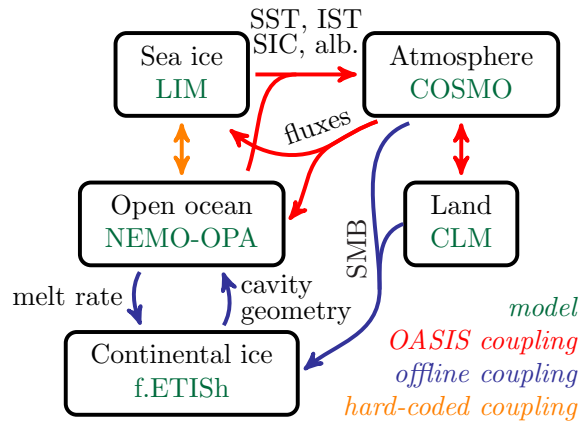 SST, IST
SIC, alb.
Sea ice
LIM
Atmosphere
COSMO
fluxes
Open ocean
NEMO-OPA
Land
CLM
SMB
melt rate
cavity
geometry
Continental ice
f.ETISh
model
OASIS coupling
offline coupling
hard-coded coupling